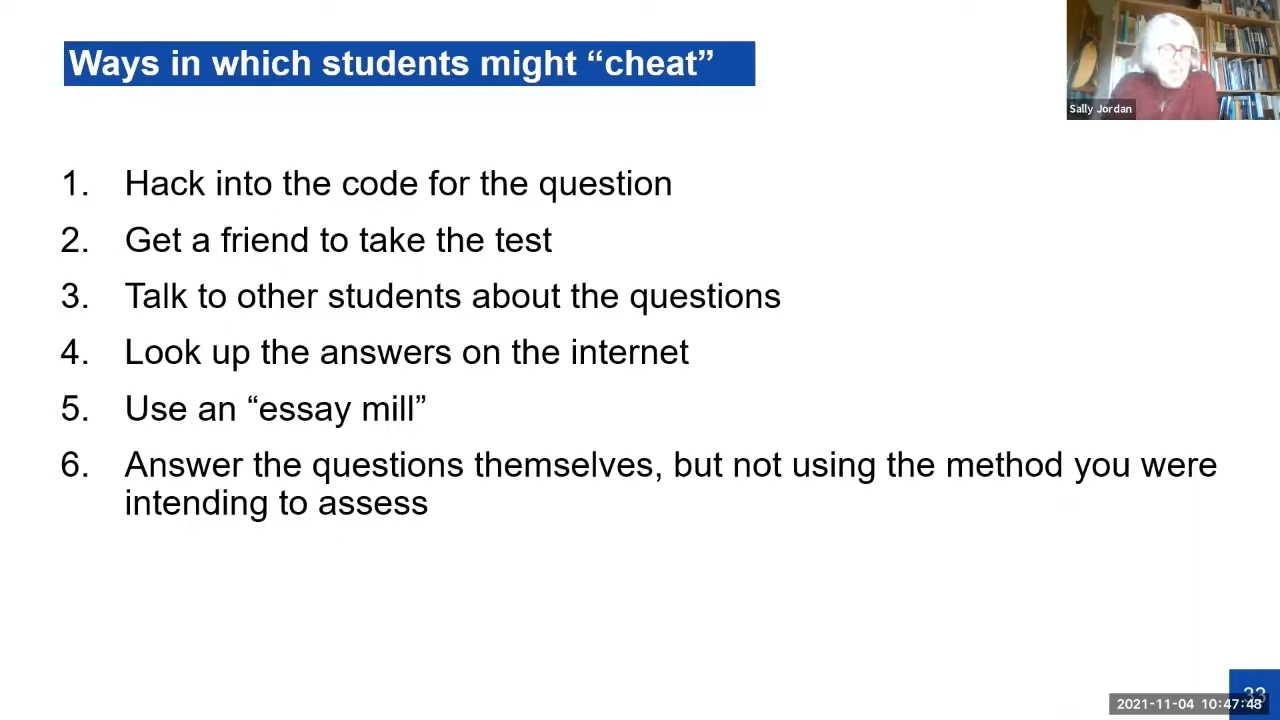 Ways in which students might “cheat”
Sally Jordan
1. Hack into the code for the question
2. Get a friend to take the test
3. Talk to other students about the questions
4. Look up the answers on the internet
5. Use an “essay mill”
6. Answer the questions themselves, but not using the method you were
intending to assess
33
2021-11-04 10:47:48